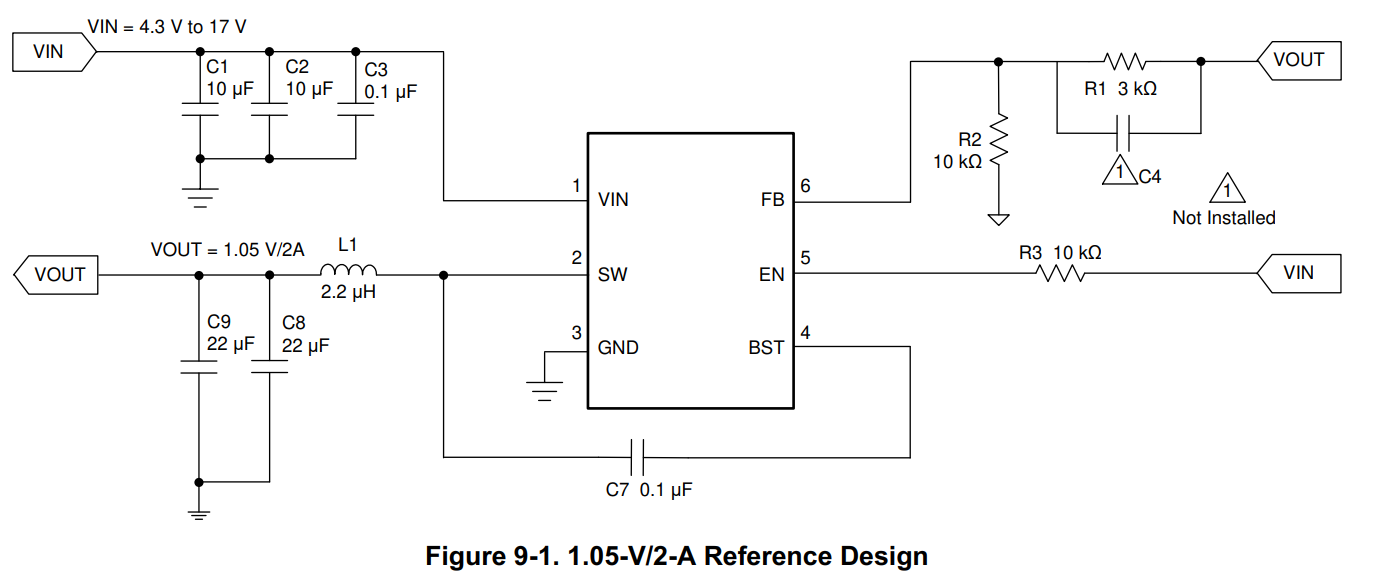 VIN = 4.3 V to 17 V
VIN
C1
10 µF
C2
10 µF
C3
0.1 µF
VOUT
R1 3 kΩ
R2
10 kΩ
1
C4
1
Not Installed
1
VIN
FB
6
VOUT = 1.05 V/2A
L1
VOUT
2.2 µH
2
SW
EN
5
R3 10 kΩ
VIN
C9
22 µF
C8
22 µF
3
GND
BST
4
C7 0.1 µF
Figure 9-1. 1.05-V/2-A Reference Design